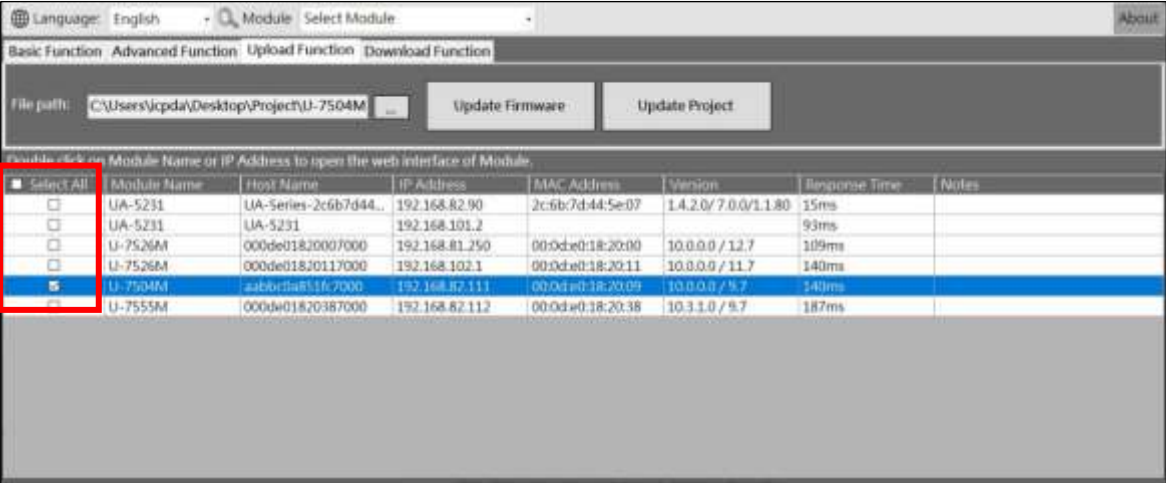 Language: English Module Select Module About
Basic Function Advanced Function Upload Function Download Function
File path: C:\Users\icpda\Desktop\Project\U-7504M ... Update Firmware Update Project
Double click on Module Name or IP Address to open the web interface of Module.
Select All Module Name Host Name IP Address MAC Address Version Response Time Notes
UA-5231 UA-Series-2c6b7d44... 192.168.82.90 2c:6b:7d:44:5e:07 1.4.2.0/ 7.0.0/1.1.80 15ms
UA-5231 UA-5231 192.168.101.2 93ms
U-7526M 000de01820007000 192.168.81.250 00:0d:e0:18:20:00 10.0.0.0 / 12.7 109ms
U-7526M 000de01820117000 192.168.102.1 00:0d:e0:18:20:11 10.0.0.0 / 11.7 140ms
U-7504M 192.168.82.111 00:0d:e0:18:20:09 10.0.0.0 / 9.7 140ms
U-7555M 000de01820387000 192.168.82.112 00:0d:e0:18:20:38 10.3.1.0 / 9.7 187ms